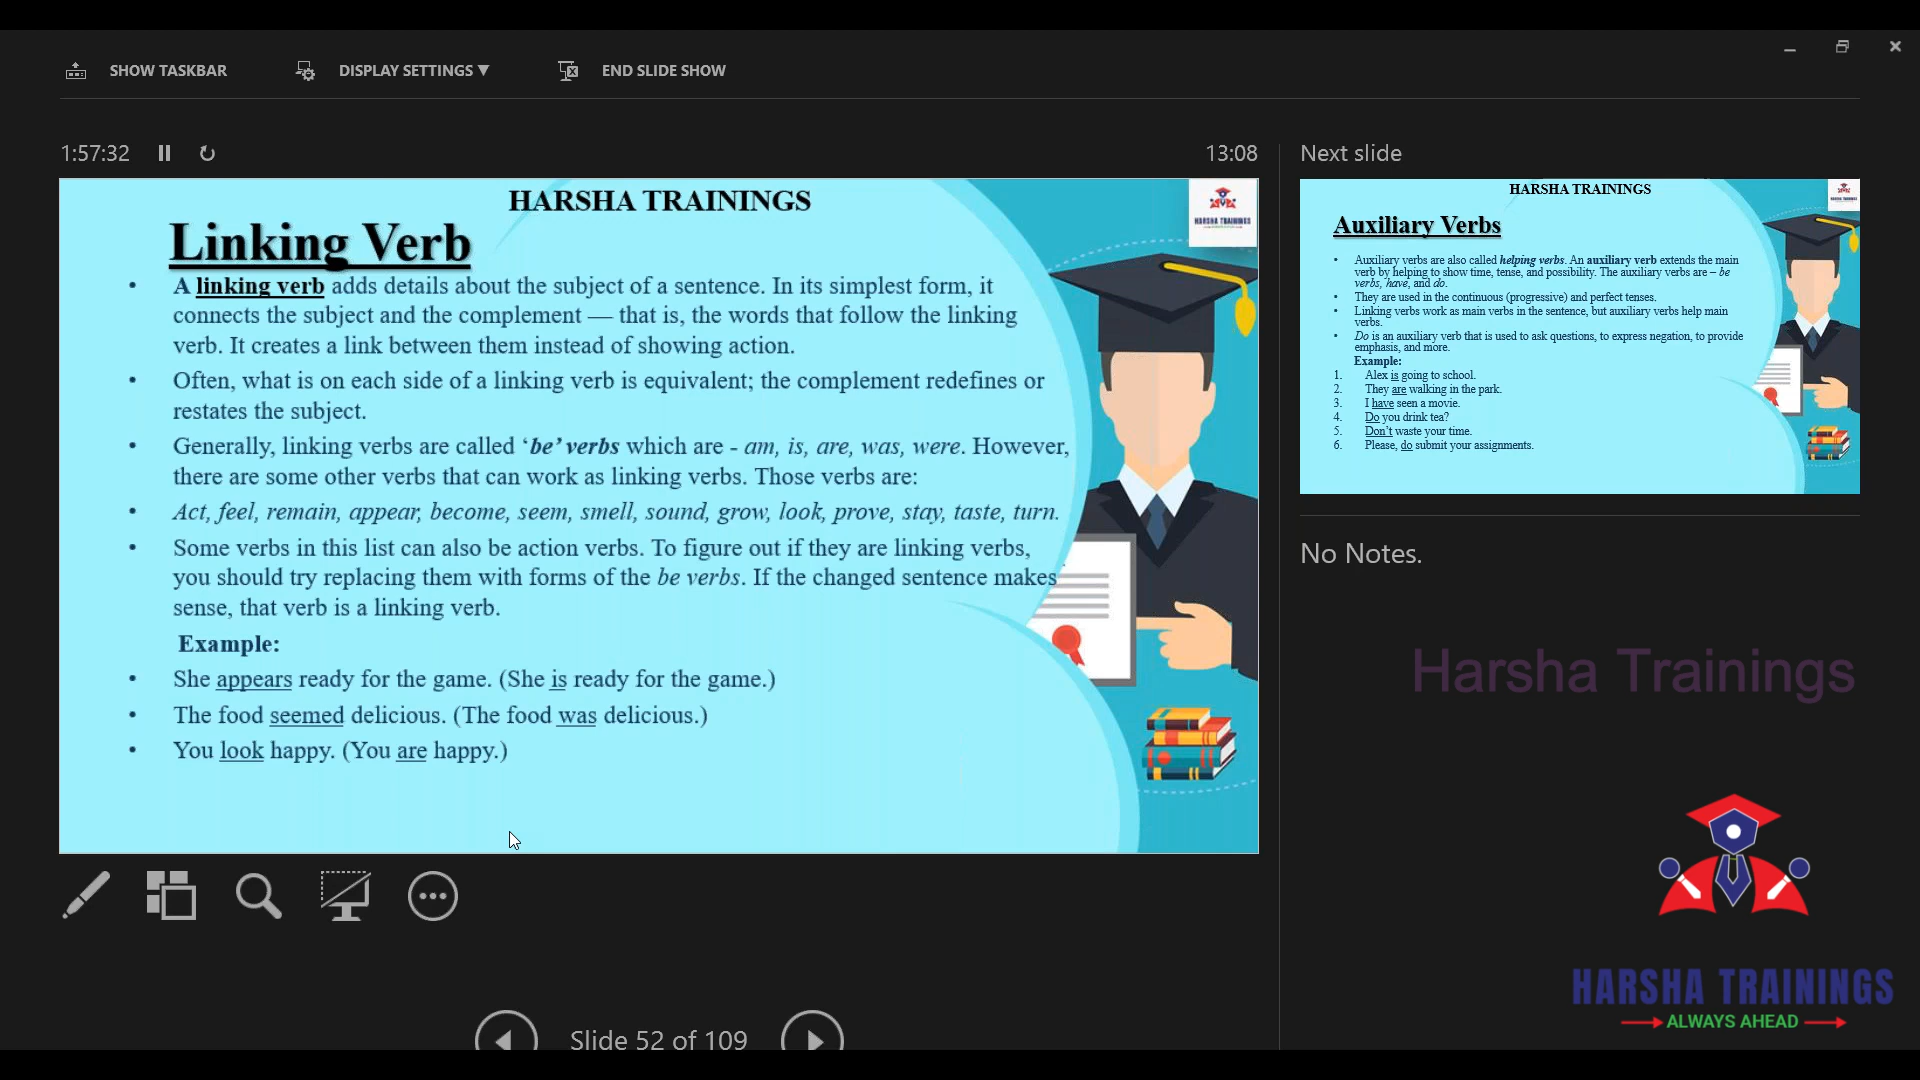 SHOW TASKBAR
DISPLAY SETTINGS ▼
END SLIDE SHOW
1:57:32
13:08
HARSHA TRAININGS
HARSHA TRAININGS
Linking Verb
• A linking verb adds details about the subject of a sentence. In its simplest form, it
connects the subject and the complement — that is, the words that follow the linking
verb. It creates a link between them instead of showing action.
• Often, what is on each side of a linking verb is equivalent; the complement redefines or
restates the subject.
• Generally, linking verbs are called ‘be’ verbs which are - am, is, are, was, were. However,
there are some other verbs that can work as linking verbs. Those verbs are:
• Act, feel, remain, appear, become, seem, smell, sound, grow, look, prove, stay, taste, turn.
• Some verbs in this list can also be action verbs. To figure out if they are linking verbs,
you should try replacing them with forms of the be verbs. If the changed sentence makes
sense, that verb is a linking verb.
Example:
• She appears ready for the game. (She is ready for the game.)
• The food seemed delicious. (The food was delicious.)
• You look happy. (You are happy.)
Slide 52 of 109
Next slide
HARSHA TRAININGS
Auxiliary Verbs
• Auxiliary verbs are also called helping verbs. An auxiliary verb extends the main
verb by helping to show time, tense, and possibility. The auxiliary verbs are – be
verbs, have, and do.
• They are used in the continuous (progressive) and perfect tenses.
• Linking verbs work as main verbs in the sentence, but auxiliary verbs help main
verbs.
• Do is an auxiliary verb that is used to ask questions, to express negation, to provide
emphasis, and more.
Example:
1. Alex is going to school.
2. They are walking in the park.
3. I have seen a movie.
4. Do you drink tea?
5. Don't waste your time.
6. Please, do submit your assignments.
No Notes.
Harsha Trainings
HARSHA TRAININGS
ALWAYS AHEAD